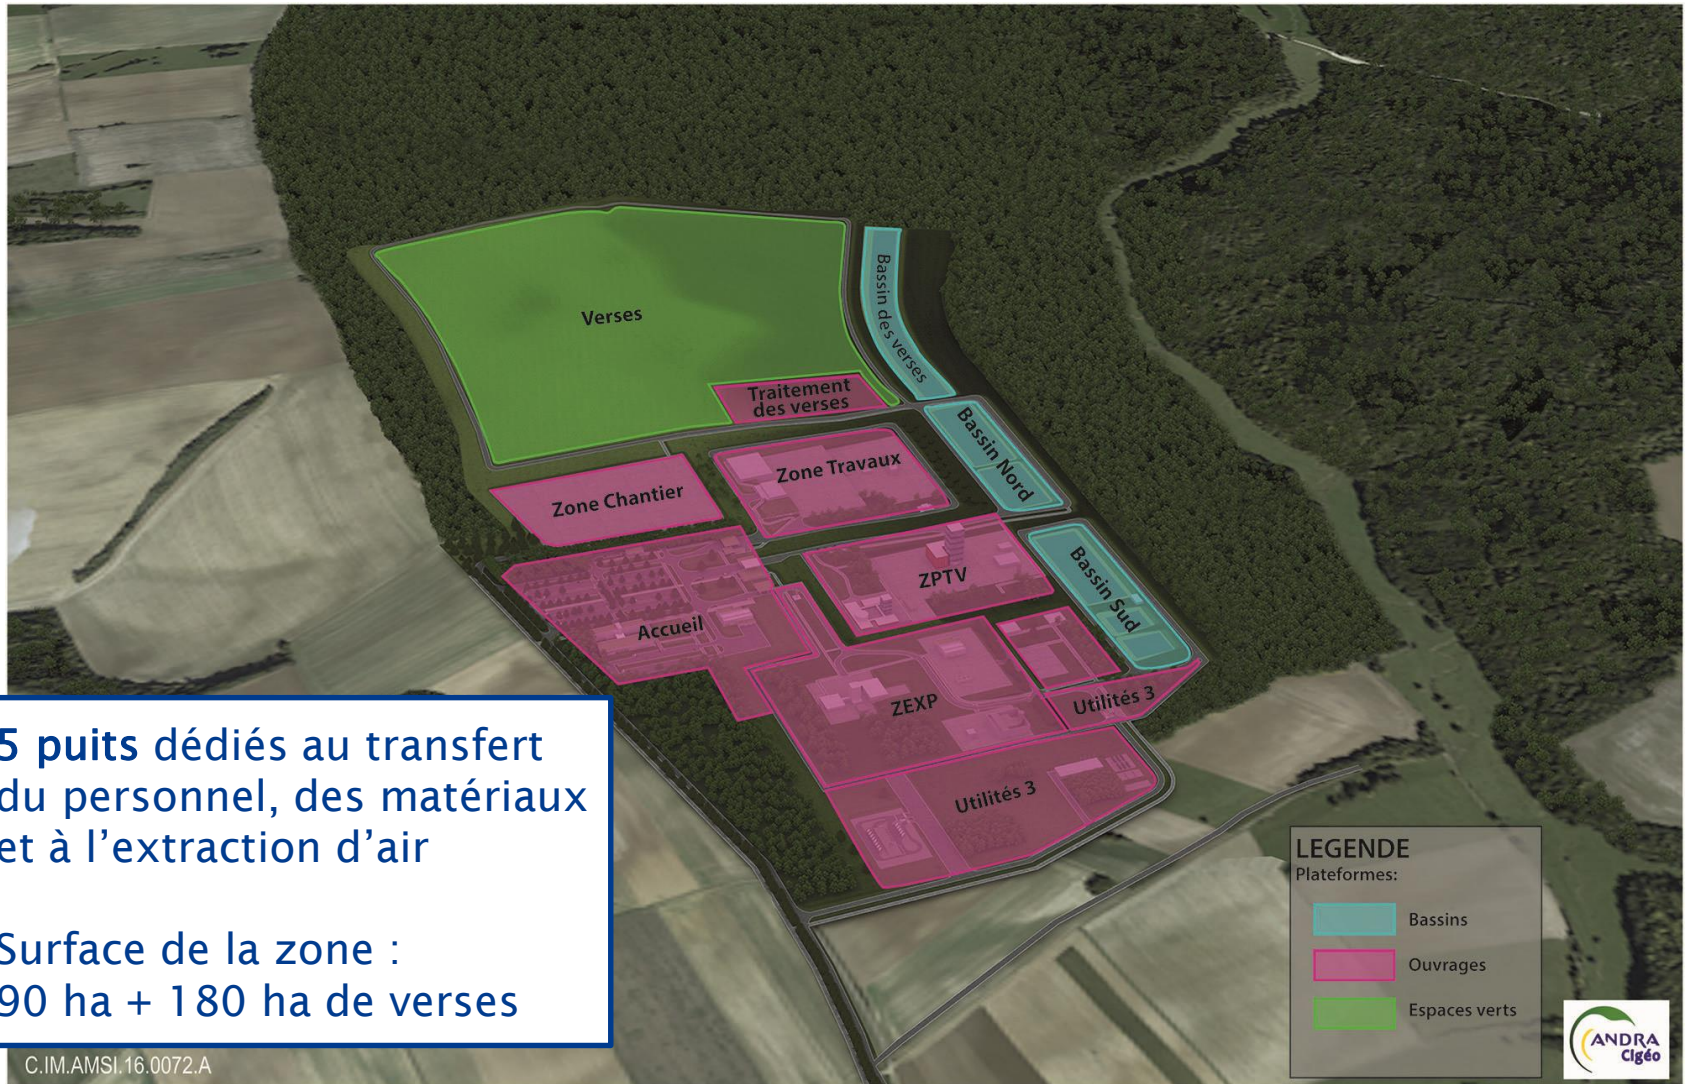 Verses
Bassin des verses
Traitement
des verses
Bassin Nord
Zone Travaux
Zone Chantier
Bassin Sud
ZPTV
Accueil
ZEXP
Utilités 3
Utilités 3
5 puits dédiés au transfert
du personnel, des matériaux
et à l’extraction d’air
Surface de la zone :
90 ha + 180 ha de verses
LEGENDE
Plateformes:
Bassins
Ouvrages
Espaces verts
ANDRA
Cigéo
C.IM.AMSI.16.0072.A